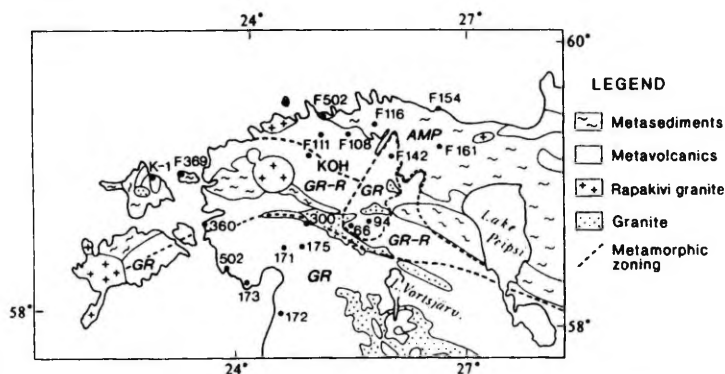 24°
27°
60°
F502
F116
F154
LEGEND
AMP
Metasediments
F111
F108
F161
F142
Metavolcanics
K-1
F369
KOH
GR-R
GR
Rapakivi granite
360
300
94
66
Lake Peipsi
Granite
GR
502
171
175
GR-R
Metamorphic
zoning
GR
173
L. Vortsjärv.
58°
172
58°
24°
27°